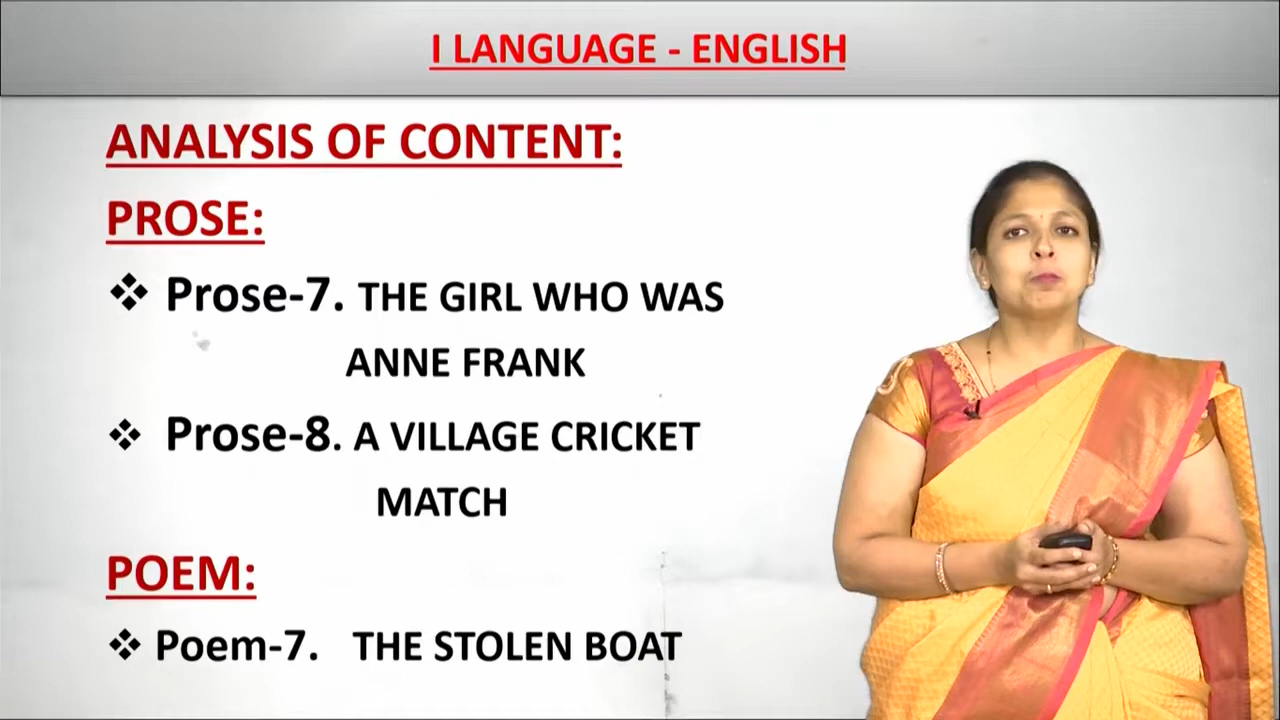 I LANGUAGE - ENGLISH
ANALYSIS OF CONTENT:
PROSE:
❖ Prose-7. THE GIRL WHO WAS
ANNE FRANK
❖ Prose-8. A VILLAGE CRICKET
MATCH
POEM:
❖ Poem-7. THE STOLEN BOAT